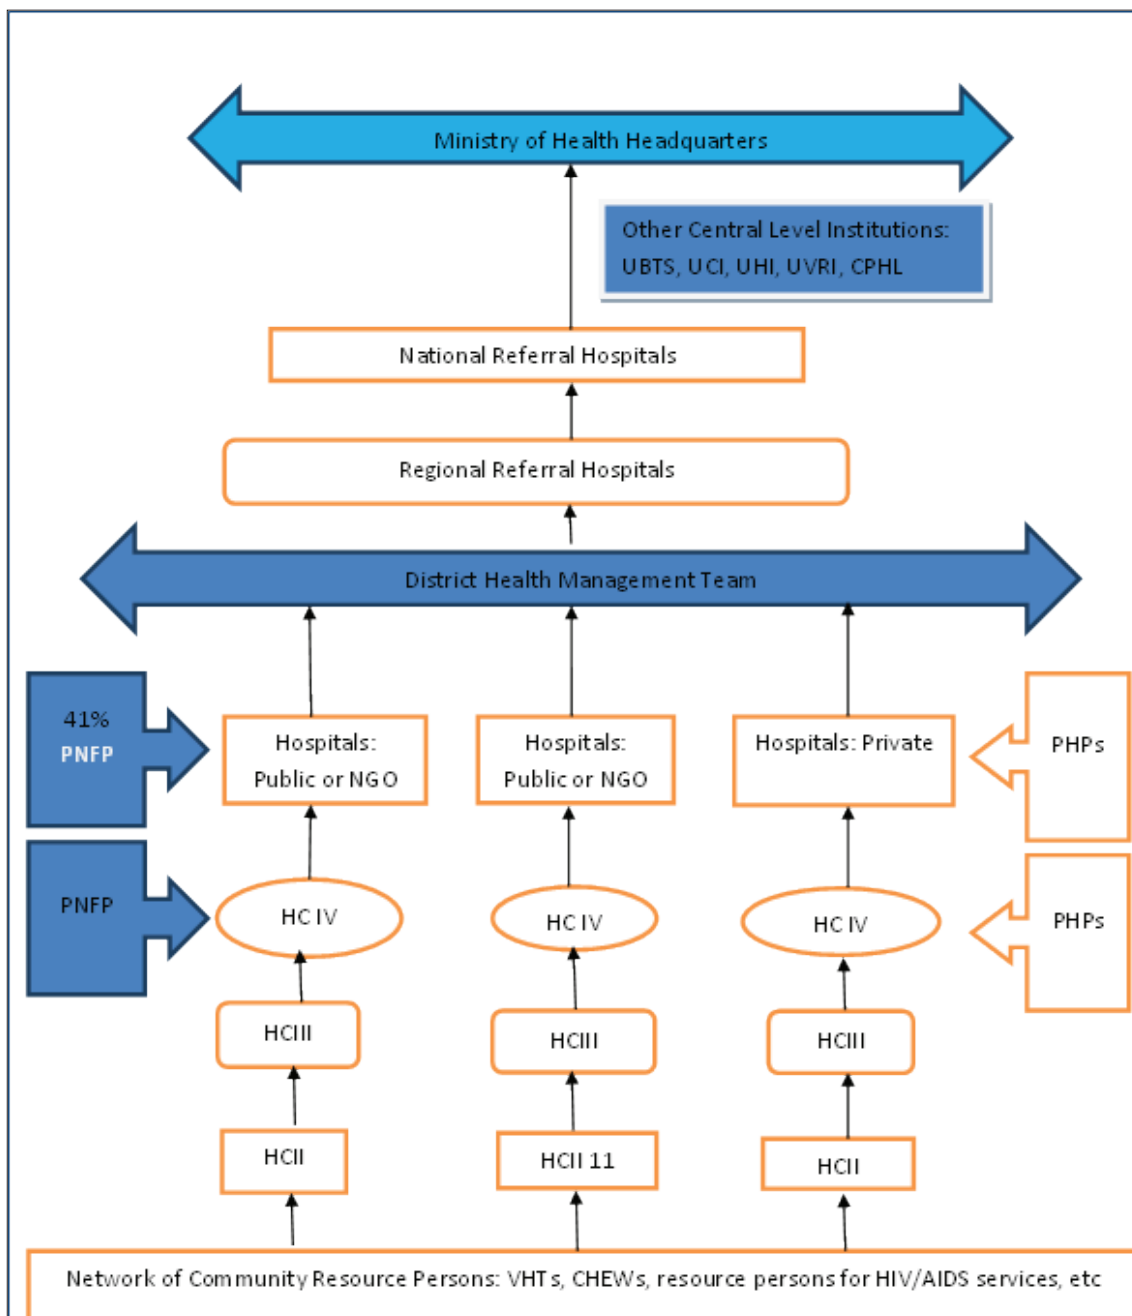 Ministry of Health Headquarters
Other Central Level Institutions:
UBTS, UCI, UHI, UVRI, CPHL
National Referral Hospitals
Regional Referral Hospitals
District Health Management Team
41%
PNFP
Hospitals:
Public or NGO
Hospitals:
Public or NGO
Hospitals: Private
PHPs
PNFP
HC IV
HC IV
HC IV
PHPs
HCIII
HCIII
HCIII
HCII
HCII 11
HCII
Network of Community Resource Persons: VHTs, CHEWs, resource persons for HIV/AIDS services, etc